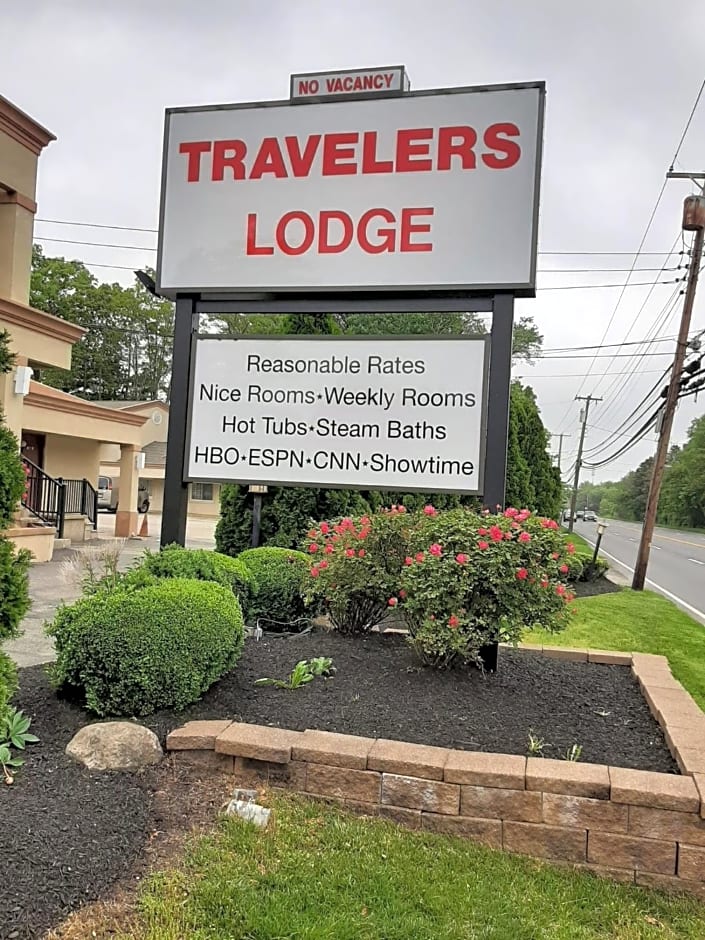 NO VACANCY
TRAVELERS
LODGE
Reasonable Rates
Nice Rooms★Weekly Rooms
Hot Tubs★Steam Baths
HBO★ESPN★CNN★Showtime